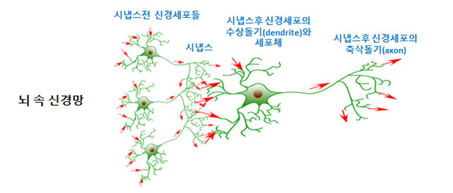 시냅스전 신경세포들
시냅스
시냅스후 신경세포의
수상돌기(dendrite)와
세포체
시냅스후 신경세포의
축삭돌기(axon)
뇌 속 신경망